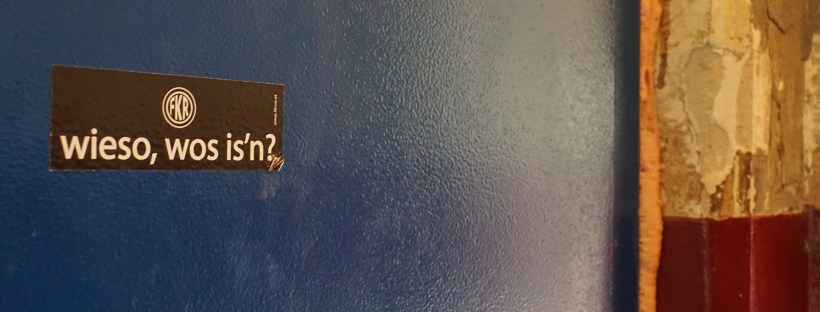 FKR
wieso, wos is'n?